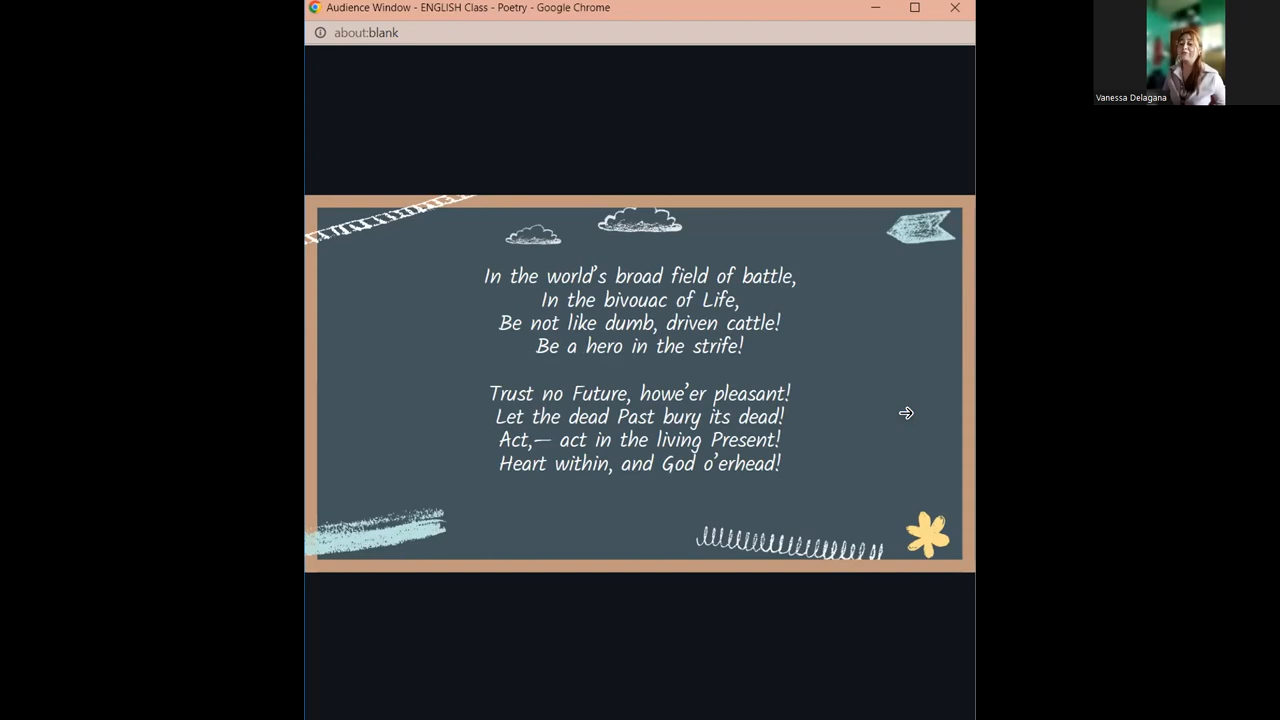 Audience Window - ENGLISH Class - Poetry - Google Chrome
about:blank
Vanessa Delagana
In the world's broad field of battle,
In the bivouac of Life,
Be not like dumb, driven cattle!
Be a hero in the strife!
Trust no Future, howe'er pleasant!
Let the dead Past bury its dead!
Act,— act in the living Present!
Heart within, and God o'erhead!